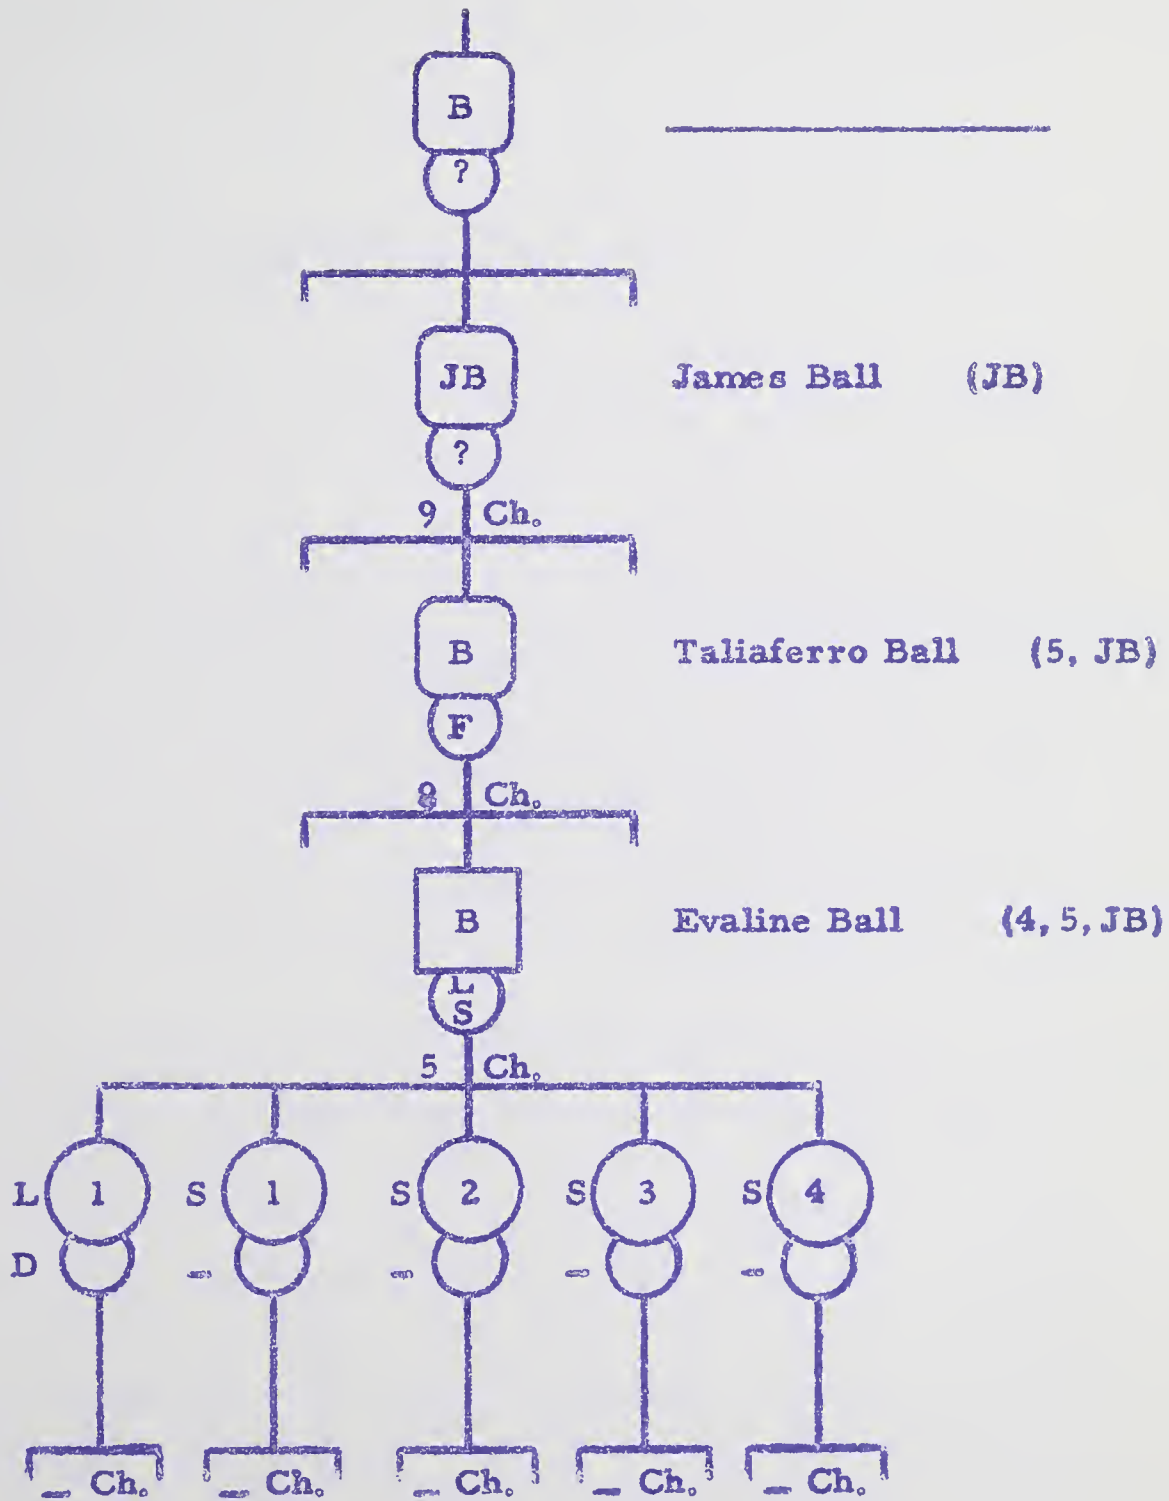 B
?
JB James Ball (JB)
?
9 Ch.
B Taliaferro Ball (5, JB)
F
8 Ch.
B Evaline Ball (4, 5, JB)
L
S
5 Ch.
L 1 S 1 S 2 S 3 S 4
D - - - -
_ Ch. _ Ch. _ Ch. _ Ch. _ Ch.